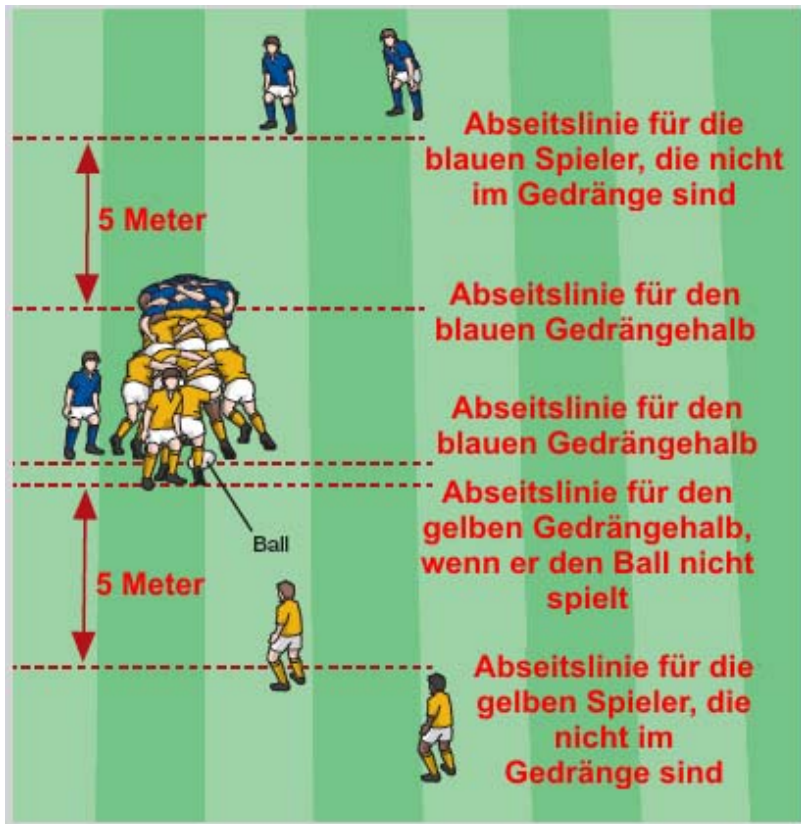 Abseitslinie für die
blauen Spieler, die nicht
im Gedränge sind
5 Meter
Abseitslinie für den
blauen Gedrängehalb
Abseitslinie für den
blauen Gedrängehalb
Abseitslinie für den
gelben Gedrängehalb,
wenn er den Ball nicht
spielt
Ball
5 Meter
Abseitslinie für die
gelben Spieler, die
nicht im
Gedränge sind